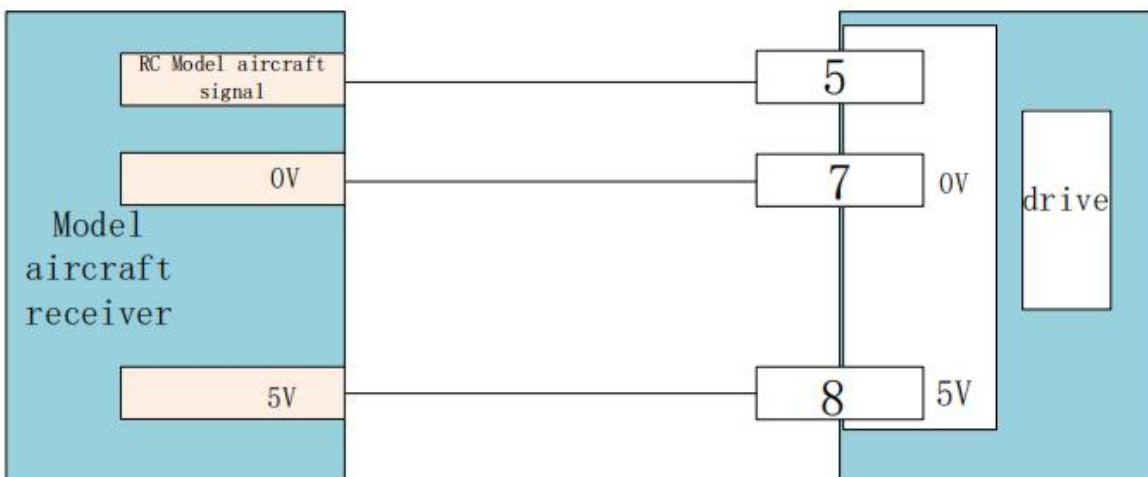 RC Model aircraft
signal
5
0V
7
0V
Model
aircraft
receiver
drive
5V
8
5V